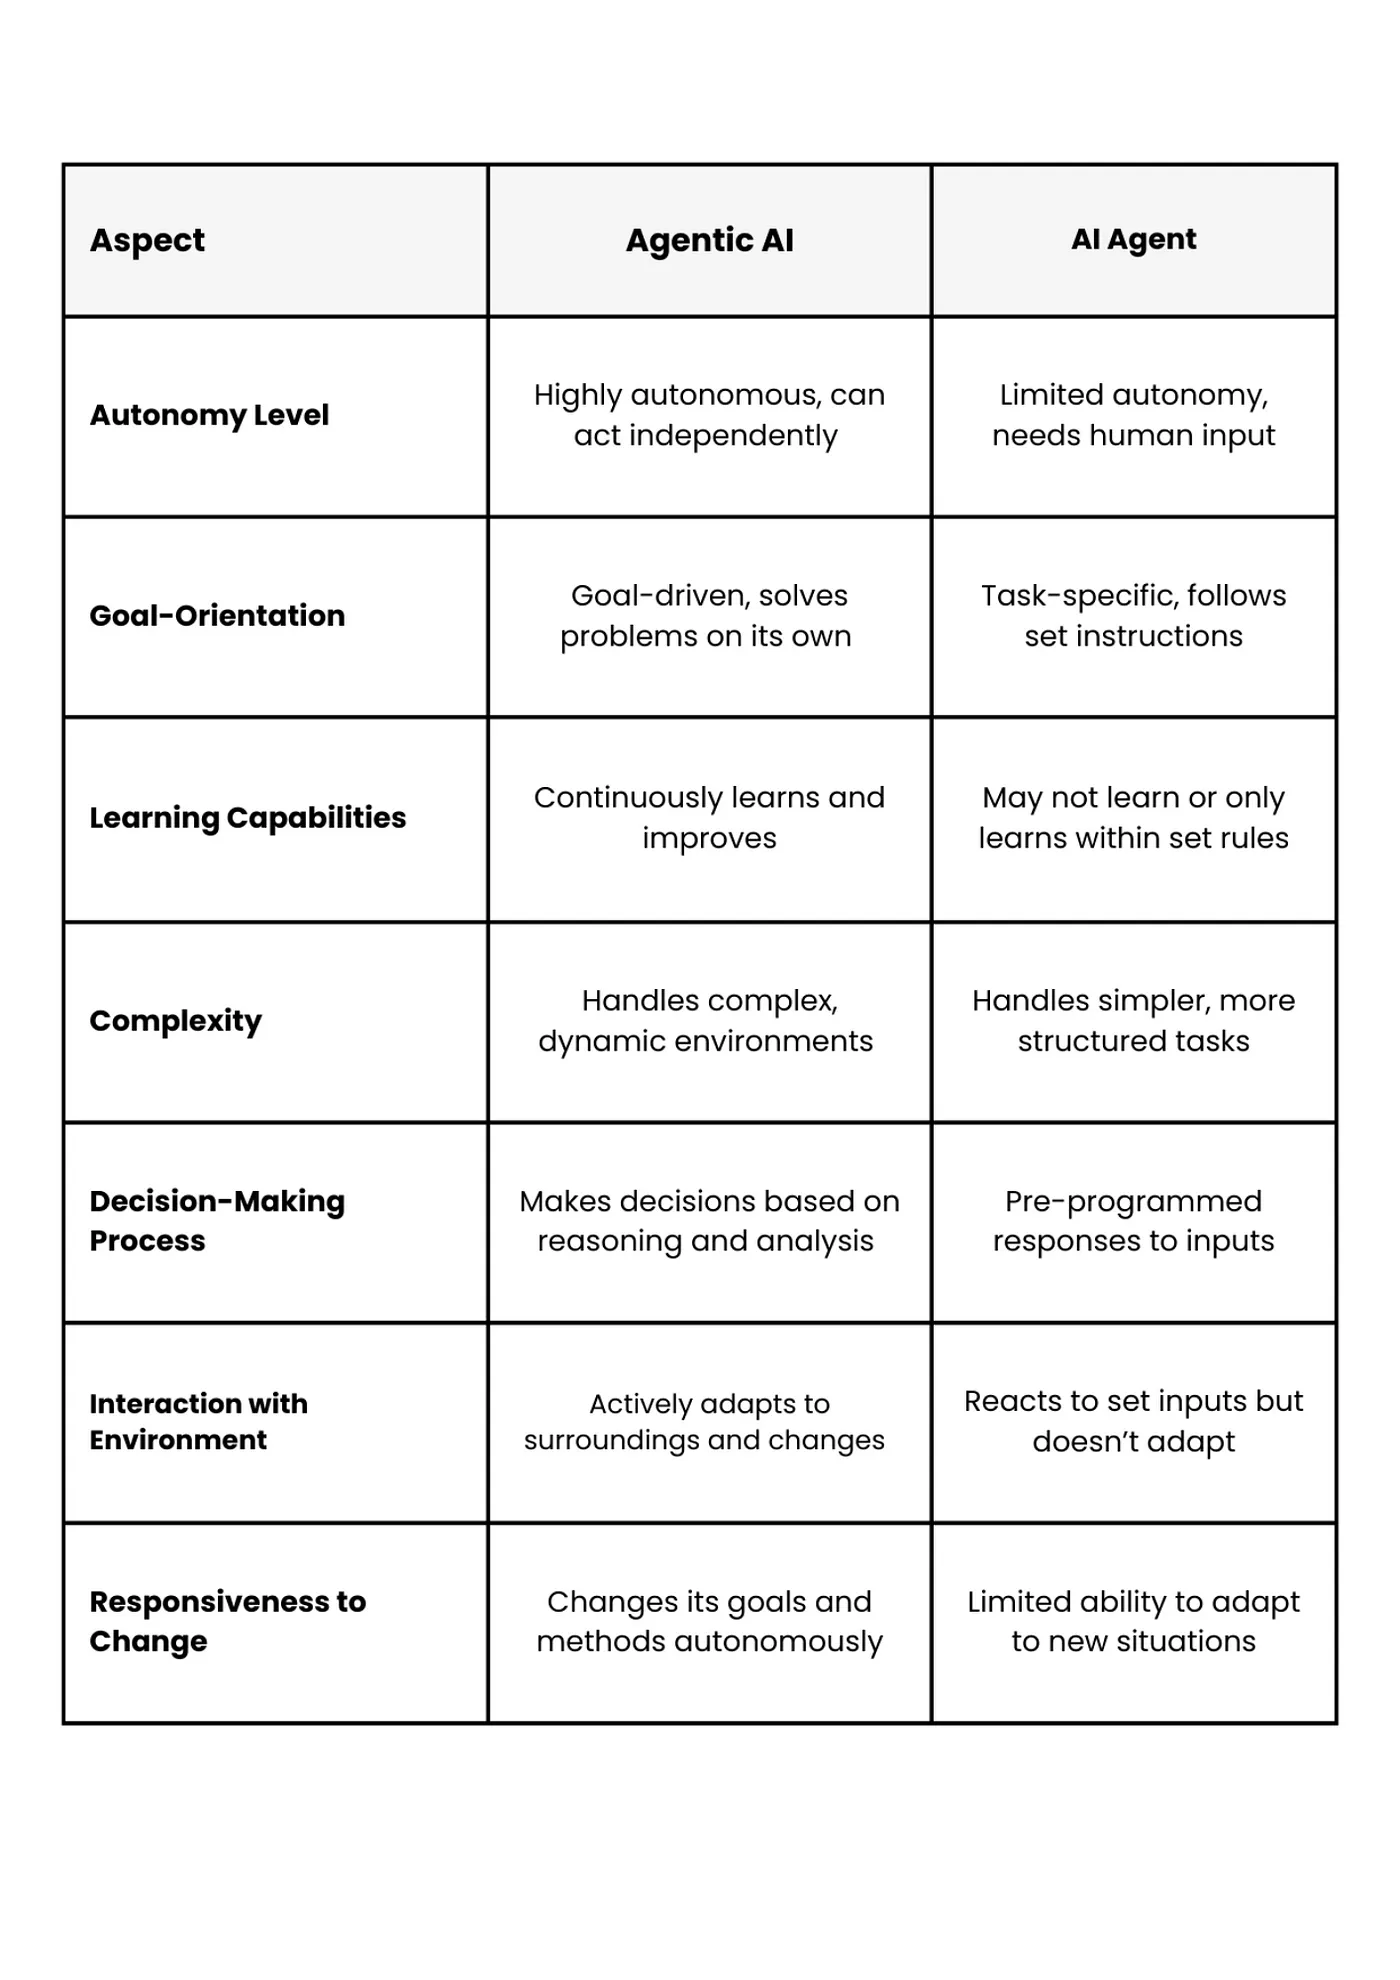 Aspect
Agentic AI
AI Agent
Autonomy Level
Highly autonomous, can
act independently
Limited autonomy,
needs human input
Goal-Orientation
Goal-driven, solves
problems on its own
Task-specific, follows
set instructions
Learning Capabilities
Continuously learns and
improves
May not learn or only
learns within set rules
Complexity
Handles complex,
dynamic environments
Handles simpler, more
structured tasks
Decision-Making
Process
Makes decisions based on
reasoning and analysis
Pre-programmed
responses to inputs
Interaction with
Environment
Actively adapts to
surroundings and changes
Reacts to set inputs but
doesn’t adapt
Responsiveness to
Change
Changes its goals and
methods autonomously
Limited ability to adapt
to new situations